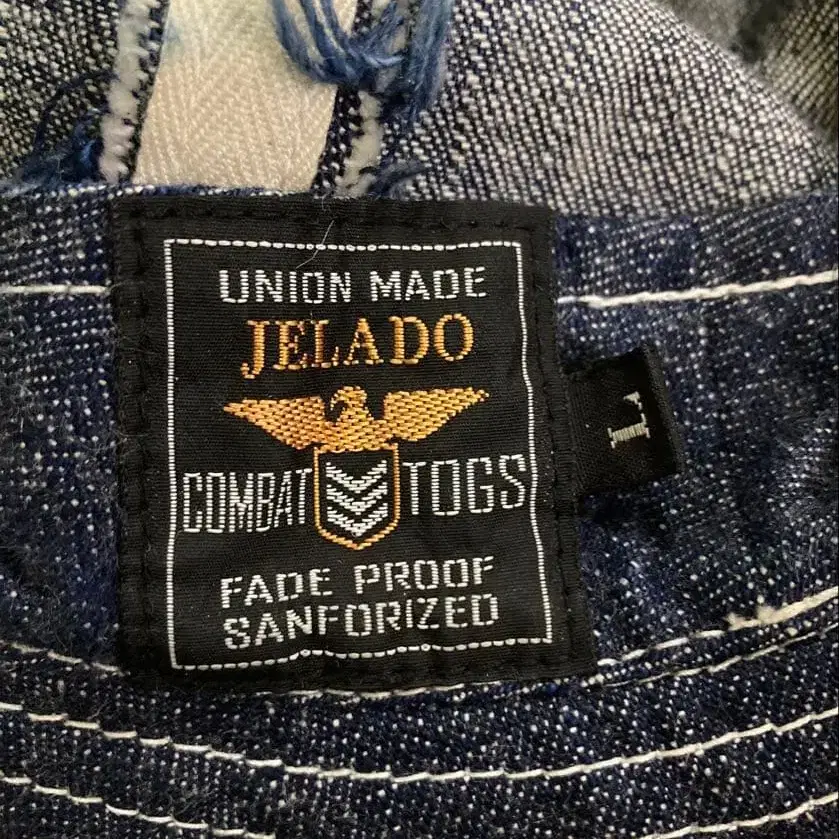 UNION MADE
JELADO
COMBAT TOGS
FADE PROOF
SANFORIZED
L